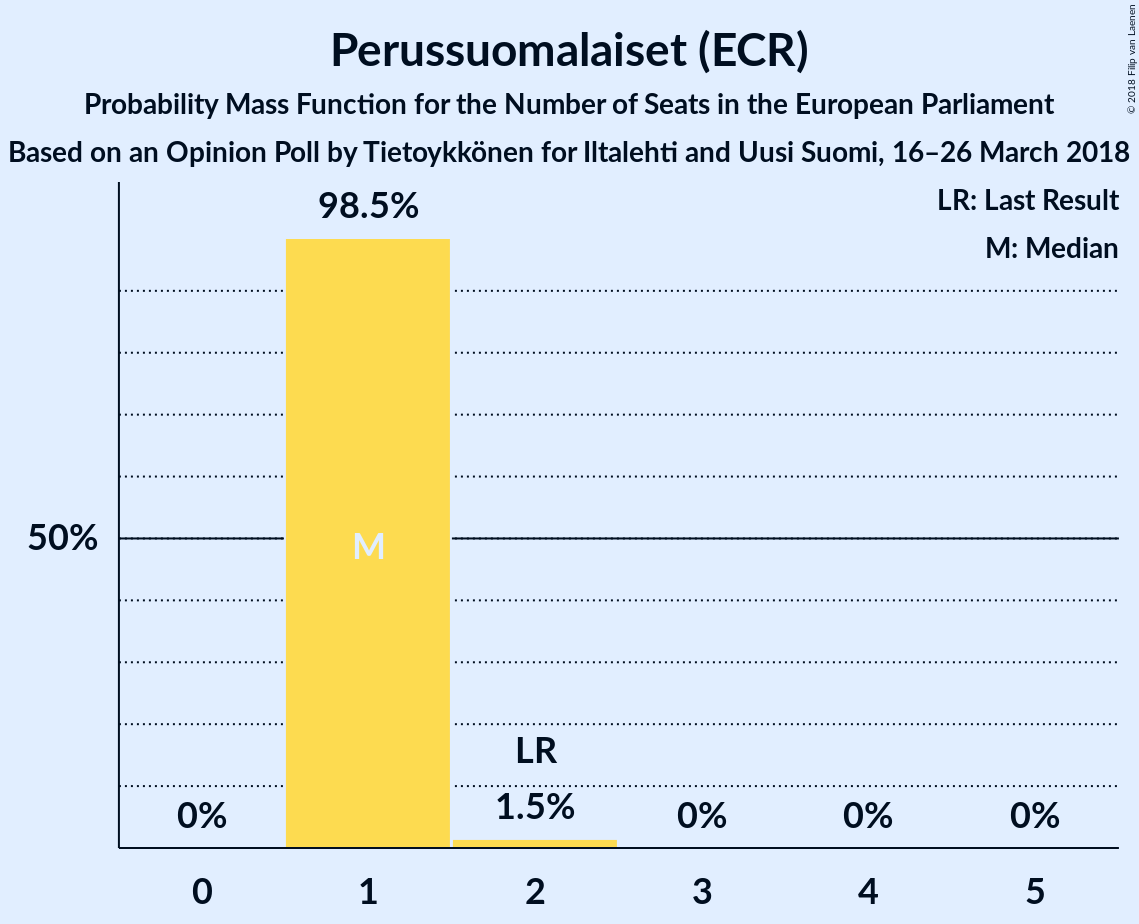 Perussuomalaiset (ECR)
Probability Mass Function for the Number of Seats in the European Parliament
Based on an Opinion Poll by Tietoykkönen for Iltalehti and Uusi Suomi, 16–26 March 2018
© 2018 Filip van Laenen
LR: Last Result
M: Median
98.5%
50%
M
LR
0%
1.5%
0%
0%
0%
0
1
2
3
4
5